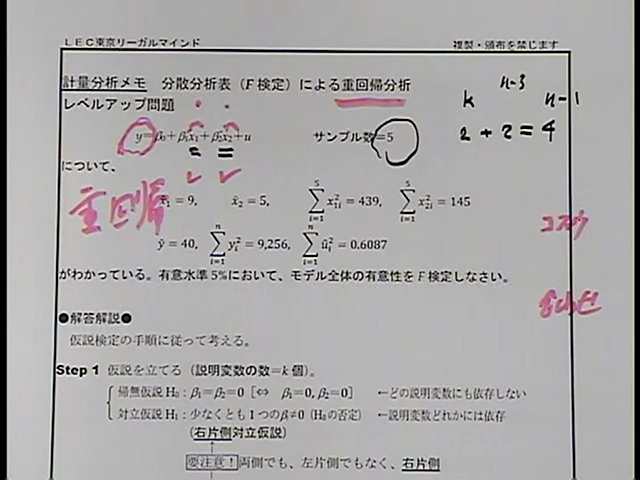 LEC東京リーガルマインド 複製・頒布を禁じます
計量分析メモ 分散分析表（F 検定）による重回帰分析
k n-3 n-1
レベルアップ問題
2 + 2 = 4
y=β₀+β₁x₁+β₂x₂+u サンプル数=5
について、
重回帰
x̄₁=9, x̄₂=5, ∑x₁ᵢ²=439, ∑x₂ᵢ²=145
ȳ=40, ∑yᵢ²=9,256, ∑ûᵢ²=0.6087
がわかっている。有意水準 5%において、モデル全体の有意性を F 検定しなさい。
●解答解説●
仮説検定の手順に従って考える。
Step 1 仮説を立てる（説明変数の数=k 個）。
帰無仮説 H₀：β₁=β₂=0［⇔ β₁=0, β₂=0］ ←どの説明変数にも依存しない
対立仮説 H₁：少なくとも 1 つの βᵢ≠0（H₀の否定） ←説明変数どれかには依存
（右片側対立仮説）
要注意！両側でも、左片側でもなく、右片側